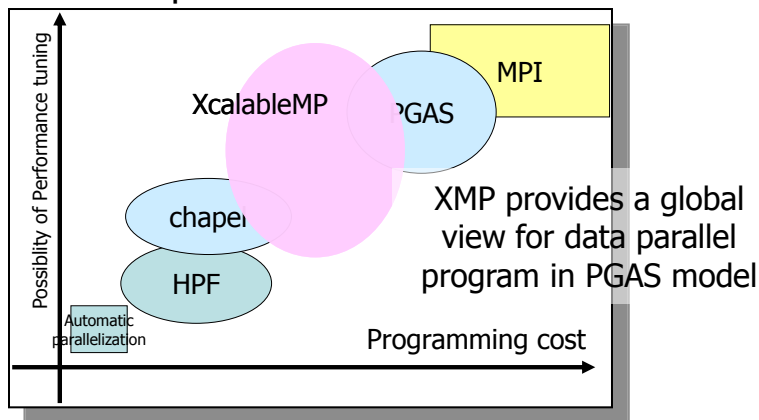 Possiblity of Performance tuning
MPI
XcalableMP
PGAS
chapel
HPF
XMP provides a global
view for data parallel
program in PGAS model
Automatic
parallelization
Programming cost